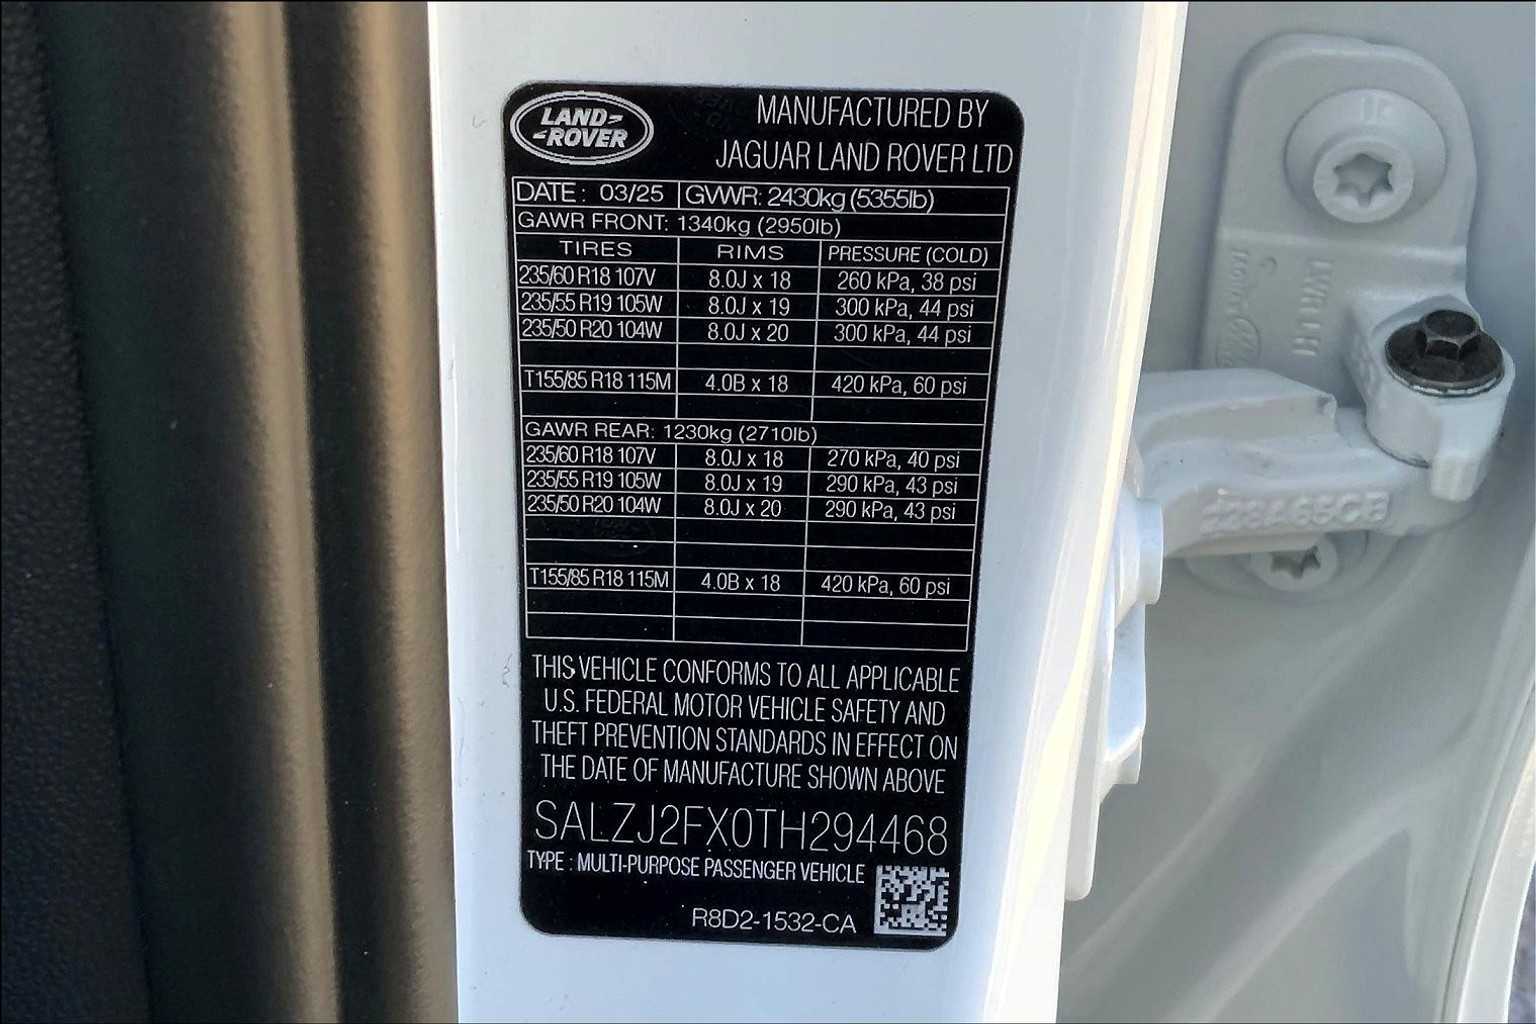 LAND ROVER
MANUFACTURED BY
JAGUAR LAND ROVER LTD
DATE : 03/25 GVWR: 2430kg (5355lb)
GAWR FRONT: 1340kg (2950lb)
TIRES RIMS PRESSURE (COLD)
235/60 R18 107V 8.0J x 18 260 kPa, 38 psi
235/55 R19 105W 8.0J x 19 300 kPa, 44 psi
235/50 R20 104W 8.0J x 20 300 kPa, 44 psi
T155/85 R18 115M 4.0B x 18 420 kPa, 60 psi
GAWR REAR: 1230kg (2710lb)
235/60 R18 107V 8.0J x 18 270 kPa, 40 psi
235/55 R19 105W 8.0J x 19 290 kPa, 43 psi
235/50 R20 104W 8.0J x 20 290 kPa, 43 psi
T155/85 R18 115M 4.0B x 18 420 kPa, 60 psi
THIS VEHICLE CONFORMS TO ALL APPLICABLE
U.S. FEDERAL MOTOR VEHICLE SAFETY AND
THEFT PREVENTION STANDARDS IN EFFECT ON
THE DATE OF MANUFACTURE SHOWN ABOVE
SALZJ2FX0TH294468
TYPE : MULTI-PURPOSE PASSENGER VEHICLE
R8D2-1532-CA
LWR LH